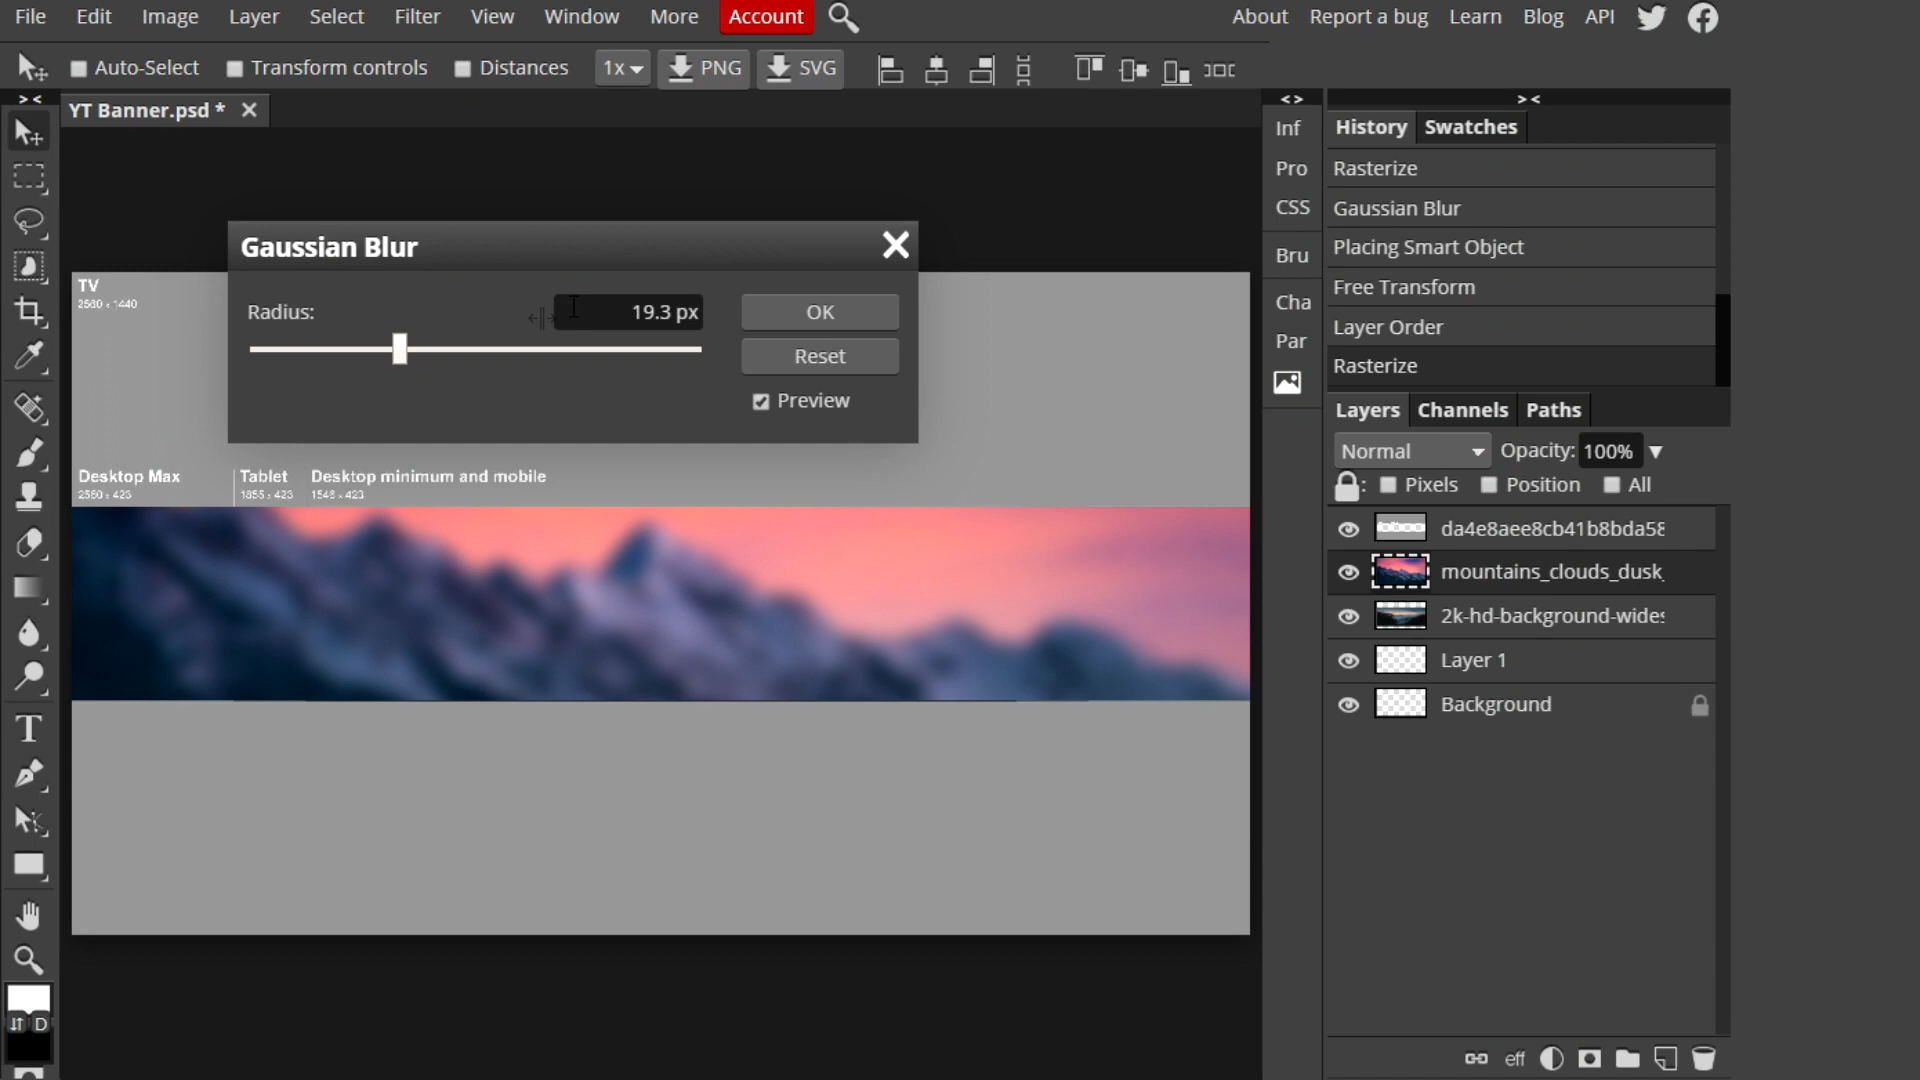 File Edit Image Layer Select Filter View Window More Account About Report a bug Learn Blog API
Auto-Select Transform controls Distances 1x PNG SVG
YT Banner.psd *
Gaussian Blur
Radius: 19.3 px
OK
Reset
Preview
TV
2560 x 1440
Desktop Max Tablet Desktop minimum and mobile
2560 x 423 1855 x 423 1546 x 423
Inf
Pro
CSS
Bru
Cha
Par
History Swatches
Rasterize
Gaussian Blur
Placing Smart Object
Free Transform
Layer Order
Rasterize
Layers Channels Paths
Normal Opacity: 100%
: Pixels Position All
da4e8aee8cb41b8bda58
mountains_clouds_dusk_
2k-hd-background-wides
Layer 1
Background
eff
D
T